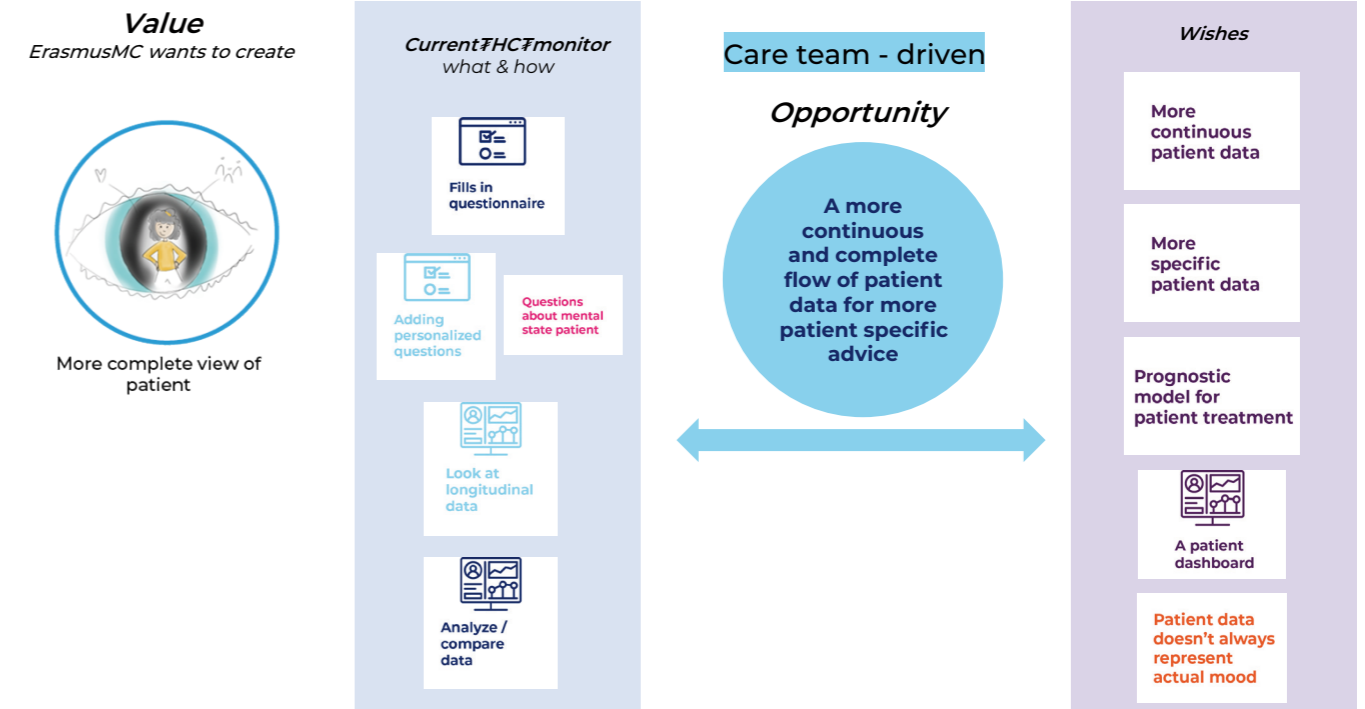 Value
ErasmusMC wants to create
More complete view of
patient
Current₮HC₮monitor
what & how
Fills in
questionnaire
Adding
personalized
questions
Questions
about mental
state patient
Look at
longitudinal
data
Analyze /
compare
data
Care team - driven
Opportunity
A more
continuous
and complete
flow of patient
data for more
patient specific
advice
Wishes
More
continuous
patient data
More
specific
patient data
Prognostic
model for
patient treatment
A patient
dashboard
Patient data
doesn’t always
represent
actual mood